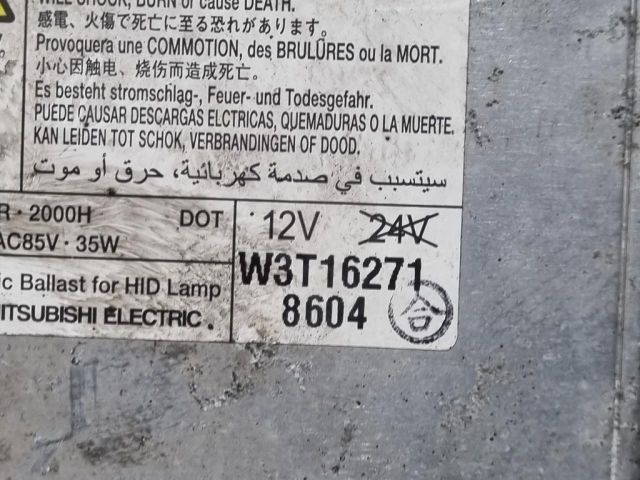 WILL SHOCK, BURN or cause DEATH.
感電、火傷で死亡に至る恐れがあります。
Provoquera une COMMOTION, des BRULÛRES ou la MORT.
小心因触电、烧伤而造成死亡。
Es besteht stromschlag-, Feuer- und Todesgefahr.
PUEDE CAUSAR DESCARGAS ELCTRICAS, QUEMADURAS O LA MUERTE.
KAN LEIDEN TOT SCHOK, VERBRANDINGEN OF DOOD.
سيتسبب في صدمة كهربائية، حرق أو موت
R · 2000H DOT
AC85V · 35W
12V 24V
ic Ballast for HID Lamp
ITSUBISHI ELECTRIC
W3T16271
8604 合